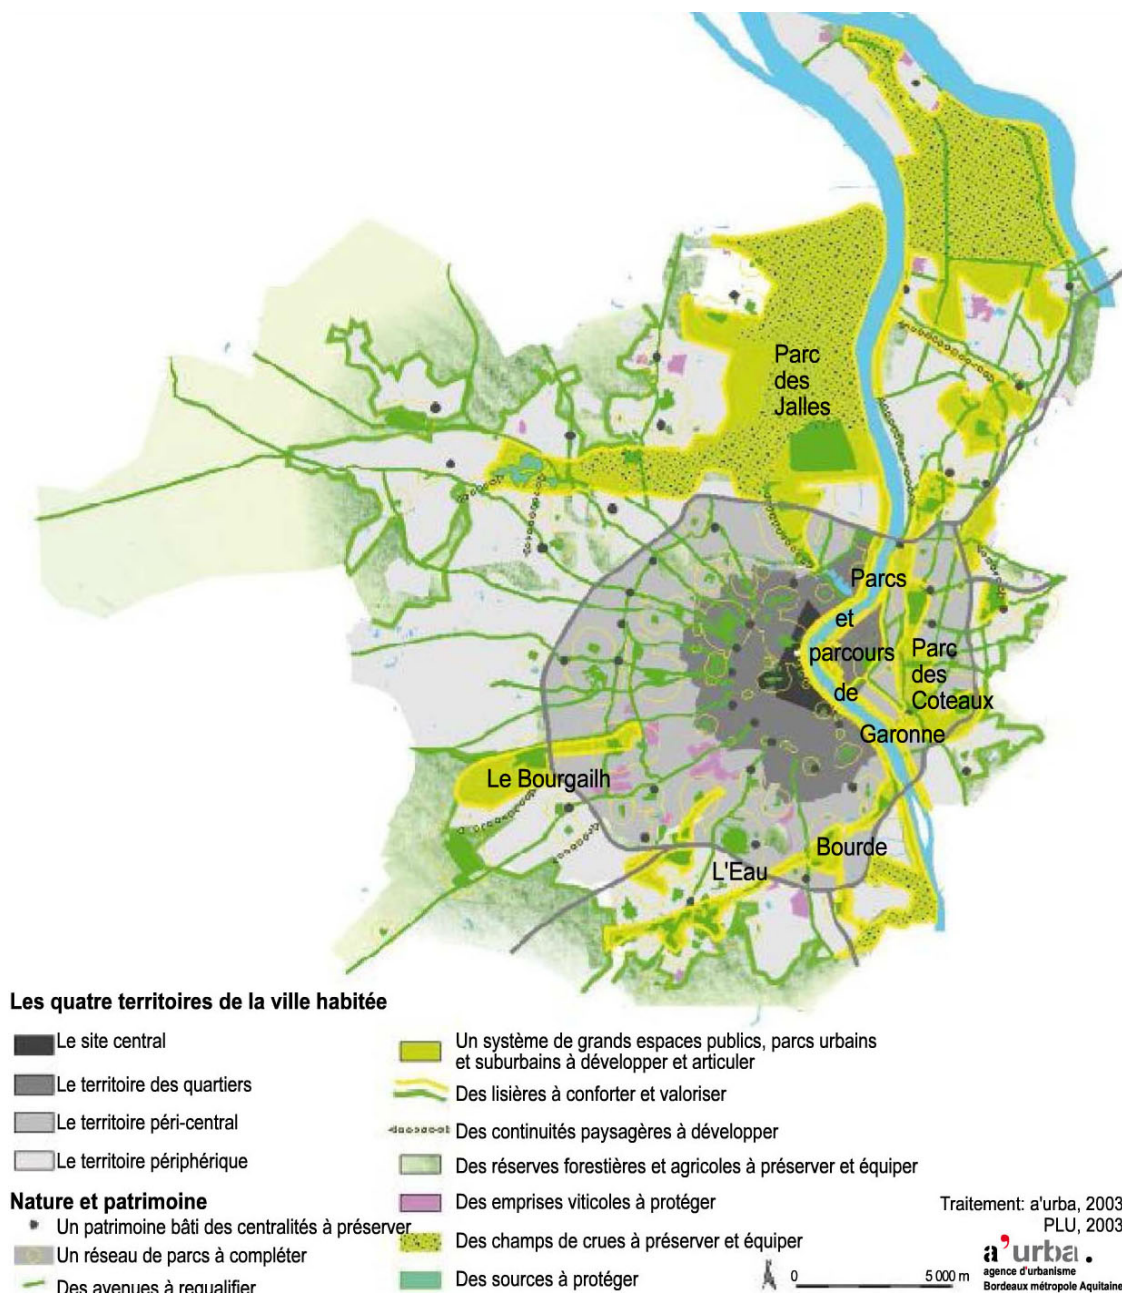 Parc
des
Jalles
Parcs
et
parcours
de
Garonne
Parc
des
Coteaux
Le Bourgailh
Bourde
L'Eau
Les quatre territoires de la ville habitée
Le site central
Le territoire des quartiers
Le territoire péri-central
Le territoire périphérique
Nature et patrimoine
Un patrimoine bâti des centralités à préserver
Un réseau de parcs à compléter
Des avenues à requalifier
Un système de grands espaces publics, parcs urbains
et suburbains à développer et articuler
Des lisières à conforter et valoriser
Des continuités paysagères à développer
Des réserves forestières et agricoles à préserver et équiper
Des emprises viticoles à protéger
Des champs de crues à préserver et équiper
Des sources à protéger
0 5 000 m
Traitement: a'urba, 2003
PLU, 2003
a'urba.
agence d'urbanisme
Bordeaux métropole Aquitaine